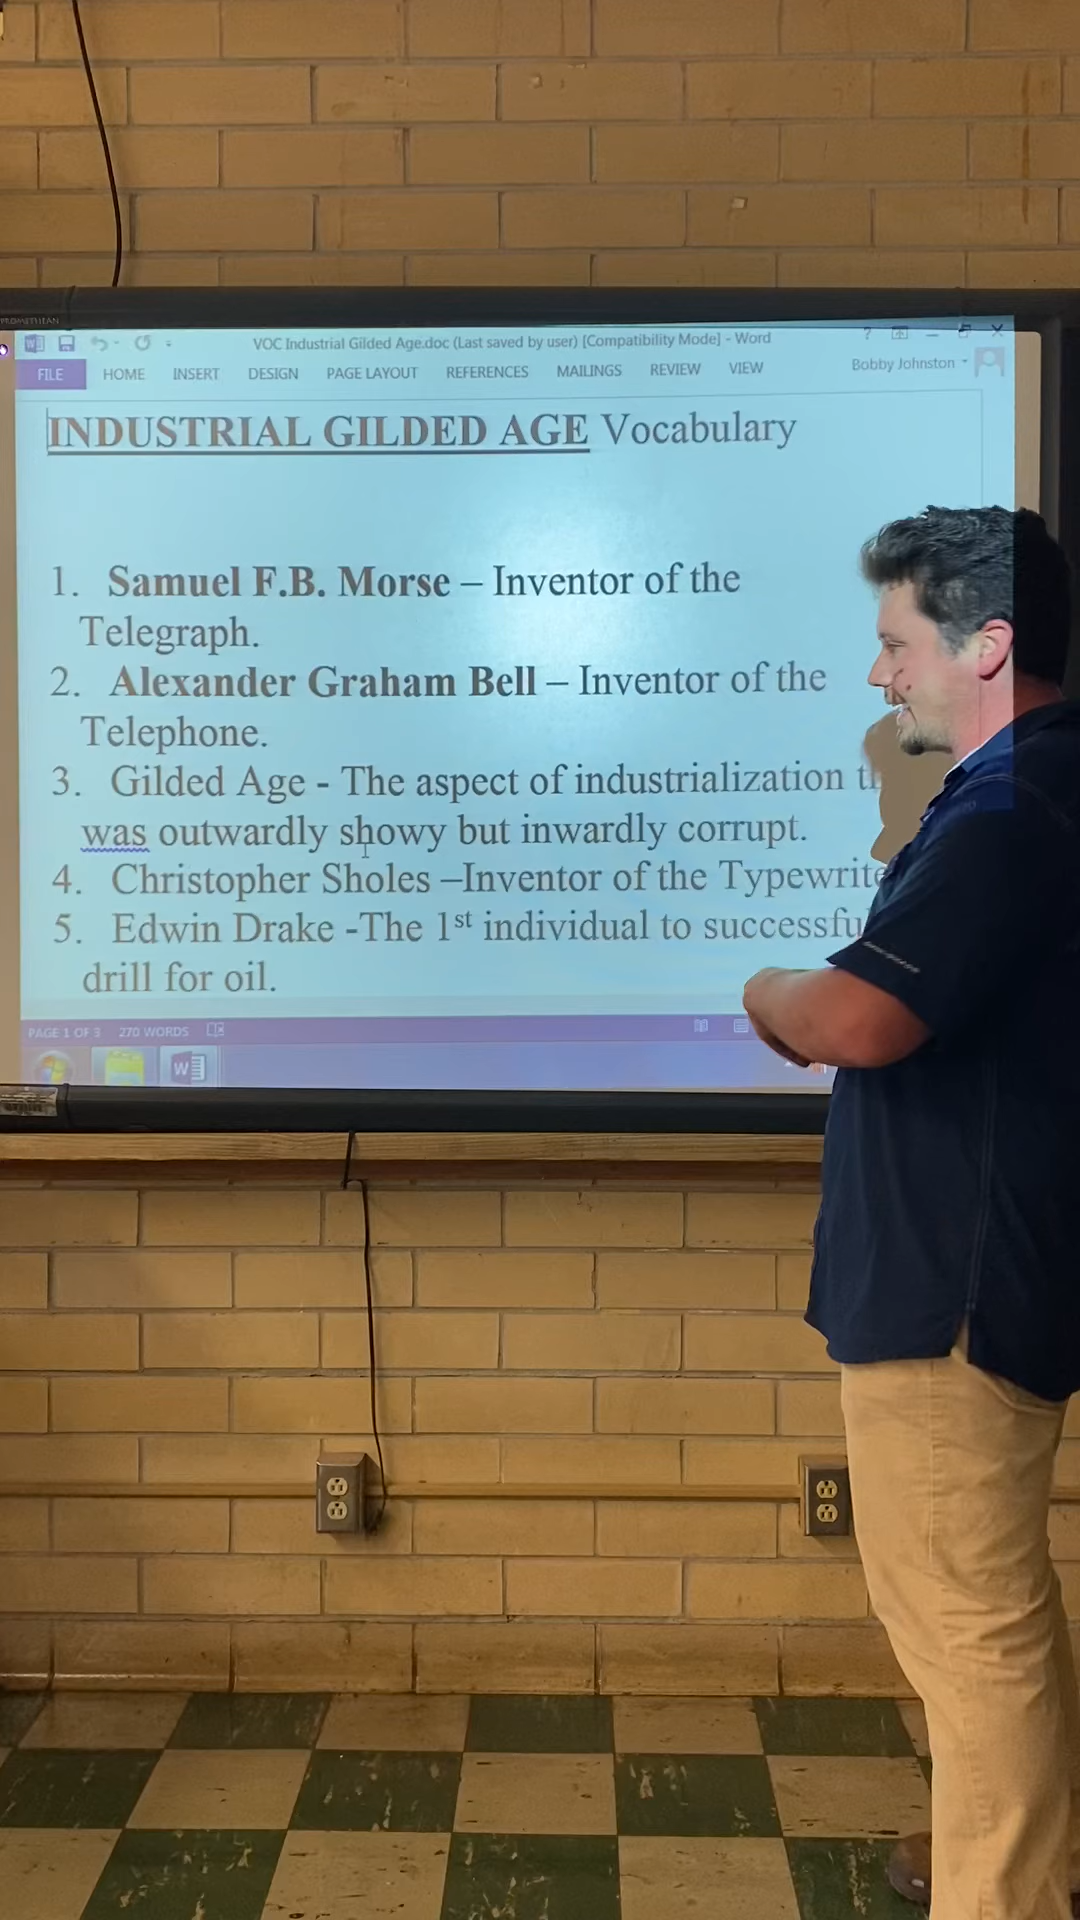 PROMETHEAN
VOC Industrial Gilded Age.doc (Last saved by user) [Compatibility Mode] - Word
FILE HOME INSERT DESIGN PAGE LAYOUT REFERENCES MAILINGS REVIEW VIEW Bobby Johnston
INDUSTRIAL GILDED AGE Vocabulary
1. Samuel F.B. Morse – Inventor of the
Telegraph.
2. Alexander Graham Bell – Inventor of the
Telephone.
3. Gilded Age - The aspect of industrialization
was outwardly showy but inwardly corrupt.
4. Christopher Sholes –Inventor of the Typewrite
5. Edwin Drake -The 1st individual to successfu
drill for oil.
PAGE 1 OF 3 270 WORDS